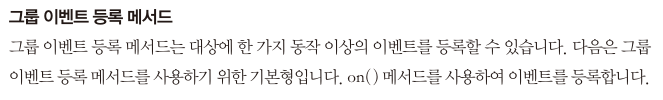 그룹 이벤트 등록 메서드
그룹 이벤트 등록 메서드는 대상에 한 가지 동작 이상의 이벤트를 등록할 수 있습니다. 다음은 그룹
이벤트 등록 메서드를 사용하기 위한 기본형입니다. on( ) 메서드를 사용하여 이벤트를 등록합니다.